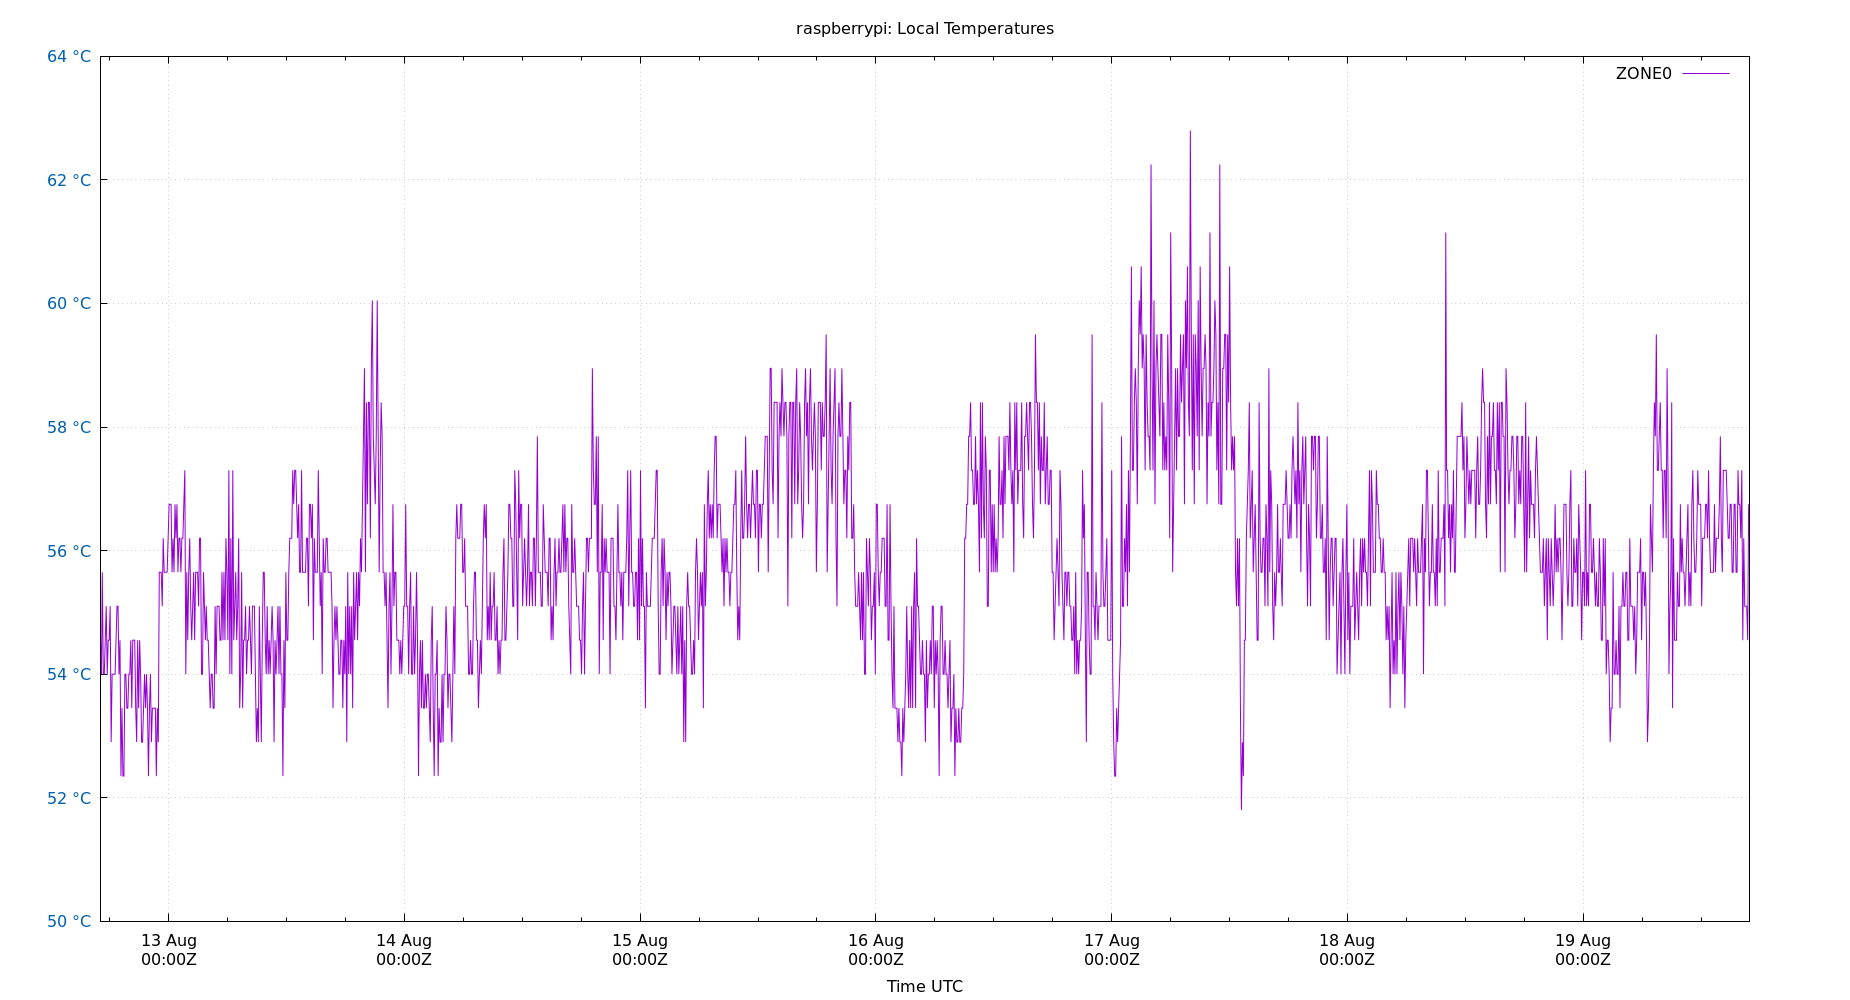 raspberrypi: Local Temperatures
64 °C
ZONE0
62 °C
60 °C
58 °C
56 °C
54 °C
52 °C
50 °C
13 Aug 14 Aug 15 Aug 16 Aug 17 Aug 18 Aug 19 Aug
00:00Z 00:00Z 00:00Z 00:00Z 00:00Z 00:00Z 00:00Z
Time UTC